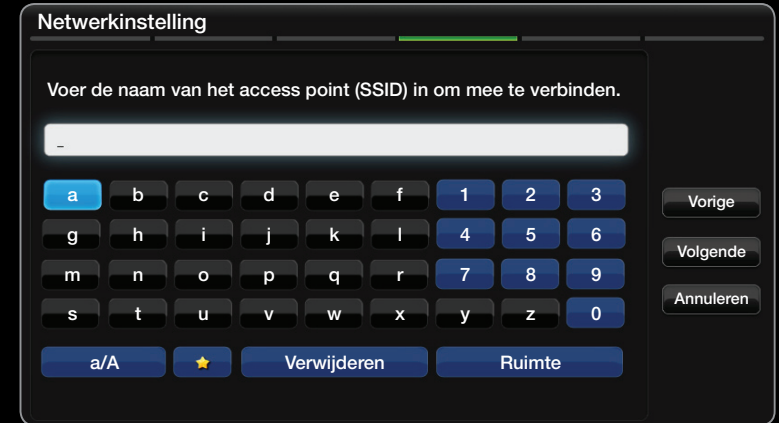 Netwerkinstelling
Voer de naam van het access point (SSID) in om mee te verbinden.
_
a b c d e f 1 2 3
g h i j k l 4 5 6
m n o p q r 7 8 9
s t u v w x y z 0
a/A Verwijderen Ruimte
Vorige
Volgende
Annuleren